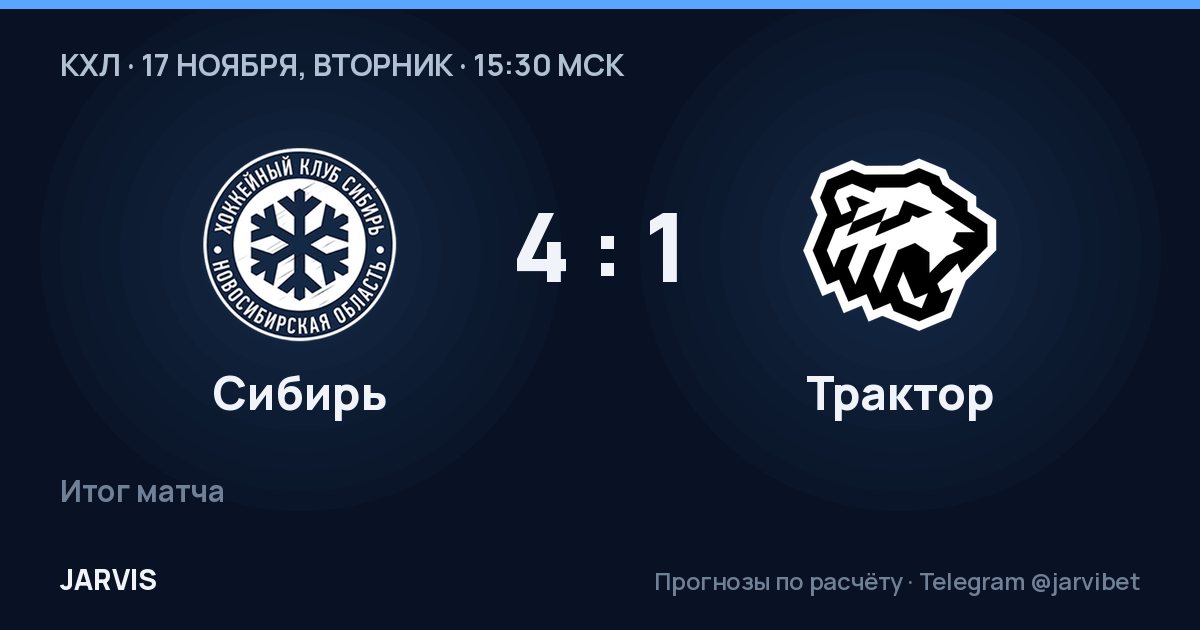 КХЛ · 17 НОЯБРЯ, ВТОРНИК · 15:30 МСК
ХОККЕЙНЫЙ КЛУБ СИБИРЬ
• НОВОСИБИРСКАЯ ОБЛАСТЬ •
4 : 1
Сибирь
Трактор
Итог матча
JARVIS
Прогнозы по расчёту · Telegram @jarvibet